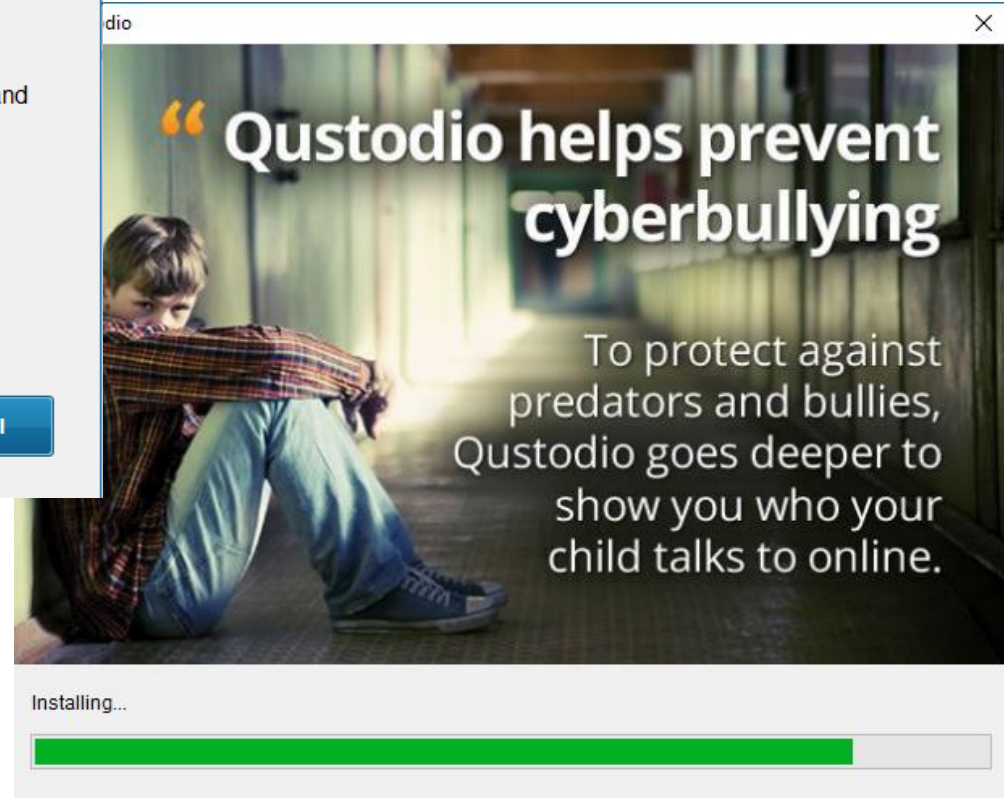 dio
and
“ Qustodio helps prevent
cyberbullying
To protect against
predators and bullies,
Qustodio goes deeper to
show you who your
child talks to online.
Installing...